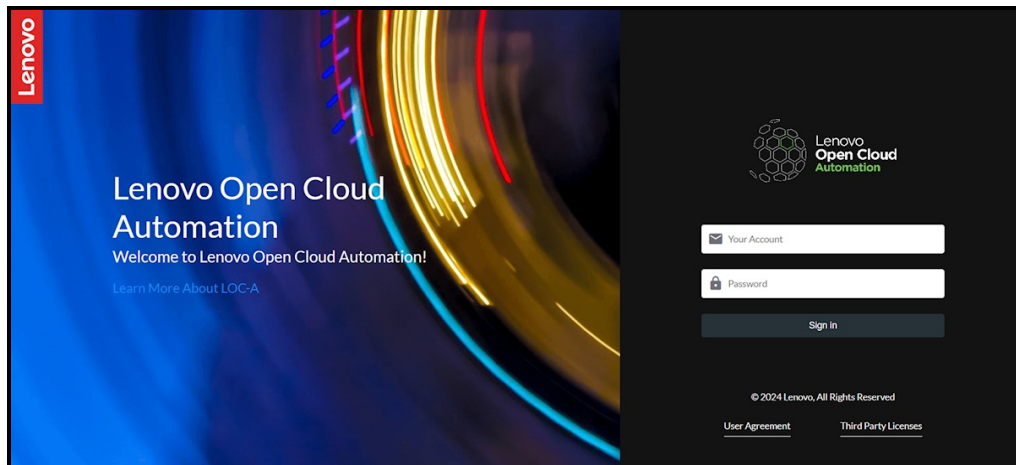 Lenovo
Lenovo Open Cloud
Automation
Welcome to Lenovo Open Cloud Automation!
Learn More About LOC-A
Lenovo
Open Cloud
Automation
Your Account
Password
Sign in
© 2024 Lenovo, All Rights Reserved
User Agreement
Third Party Licenses